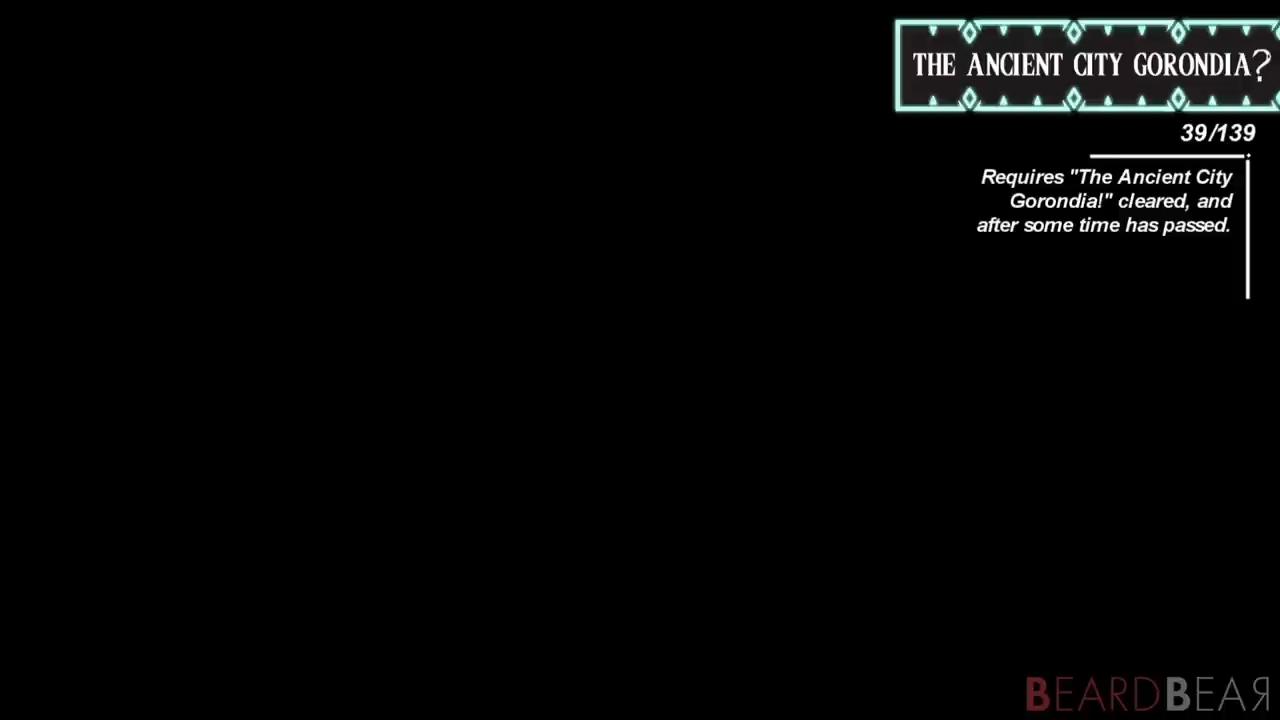 THE ANCIENT CITY GORONDIA?
39/139
Requires "The Ancient City
Gorondia!" cleared, and
after some time has passed.
BEARDBEAR